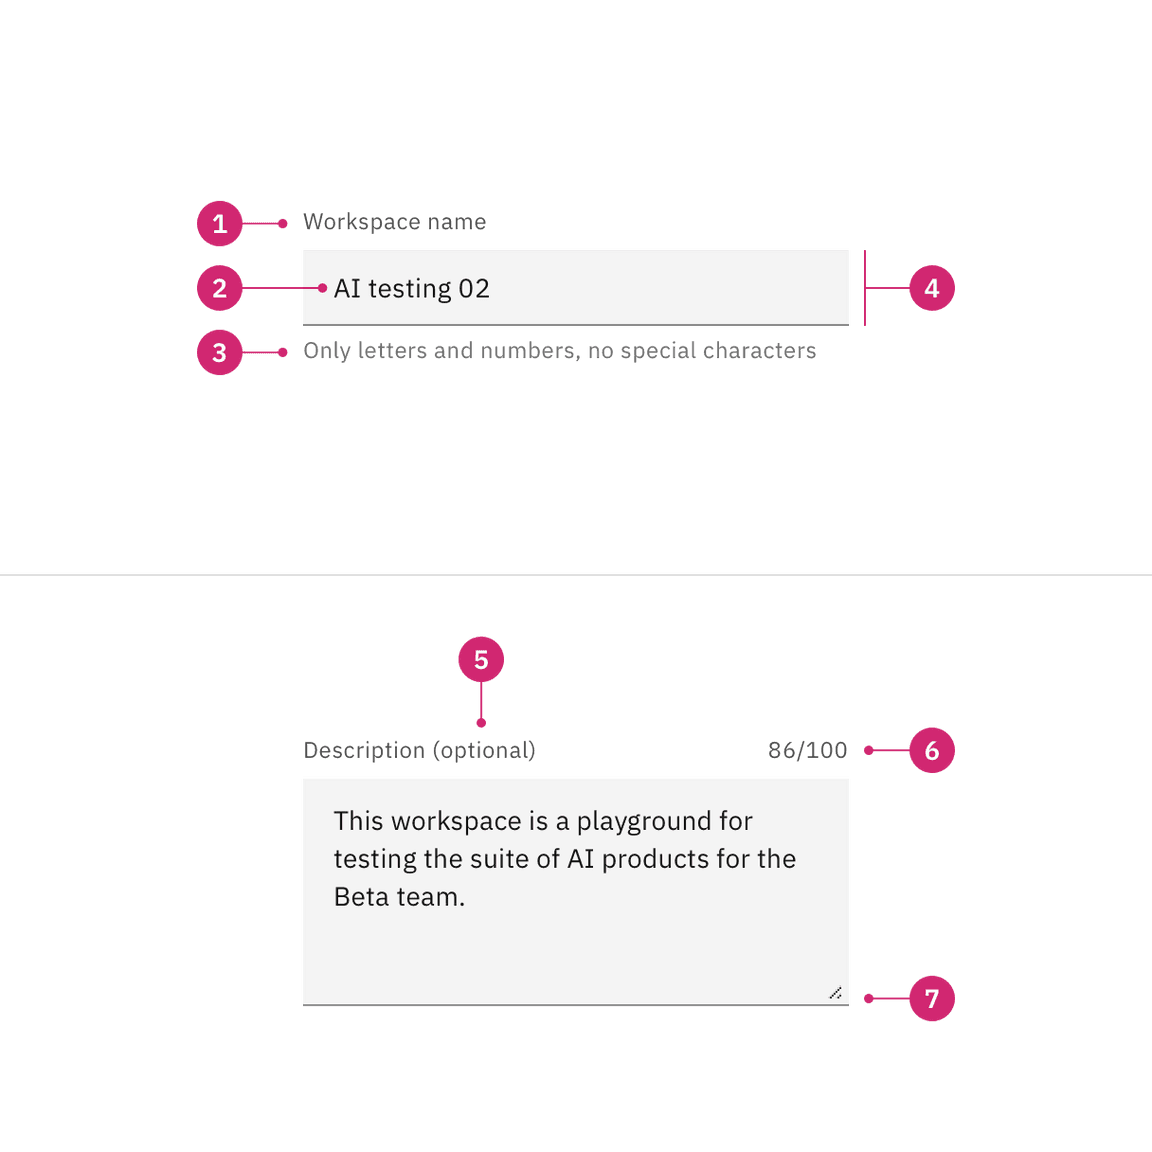 1 Workspace name
2 AI testing 02 4
3 Only letters and numbers, no special characters
5
Description (optional) 86/100 6
This workspace is a playground for
testing the suite of AI products for the
Beta team.
7